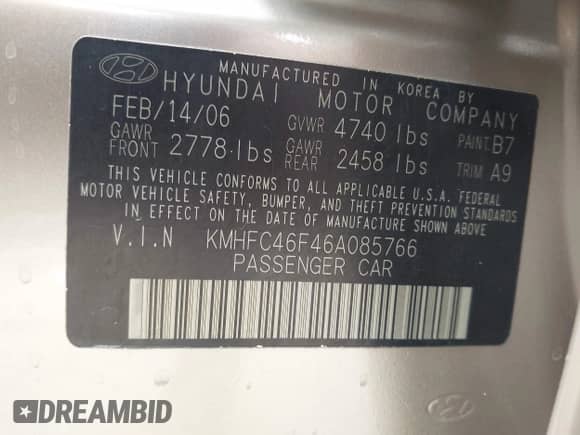 MANUFACTURED IN KOREA BY
HYUNDAI MOTOR COMPANY
FEB/14/06 GVWR 4740 lbs PAINT B7
GAWR FRONT 2778 lbs GAWR REAR 2458 lbs TRIM A9
THIS VEHICLE CONFORMS TO ALL APPLICABLE U.S.A. FEDERAL
MOTOR VEHICLE SAFETY, BUMPER, AND THEFT PREVENTION STANDARDS
IN EFFECT ON THE DATE OF MANUFACTURE SHOWN ABOVE.
V.I.N KMHFC46F46A085766
PASSENGER CAR
DREAMBID